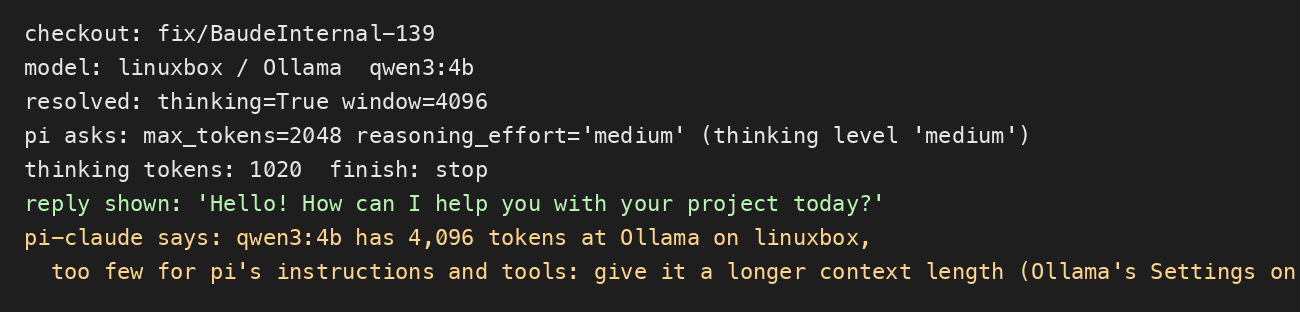 checkout: fix/BaudeInternal-139
model: linuxbox / Ollama  qwen3:4b
resolved: thinking=True window=4096
pi asks: max_tokens=2048 reasoning_effort='medium' (thinking level 'medium')
thinking tokens: 1020  finish: stop
reply shown: 'Hello! How can I help you with your project today?'
pi-claude says: qwen3:4b has 4,096 tokens at Ollama on linuxbox,
  too few for pi's instructions and tools: give it a longer context length (Ollama's Settings on